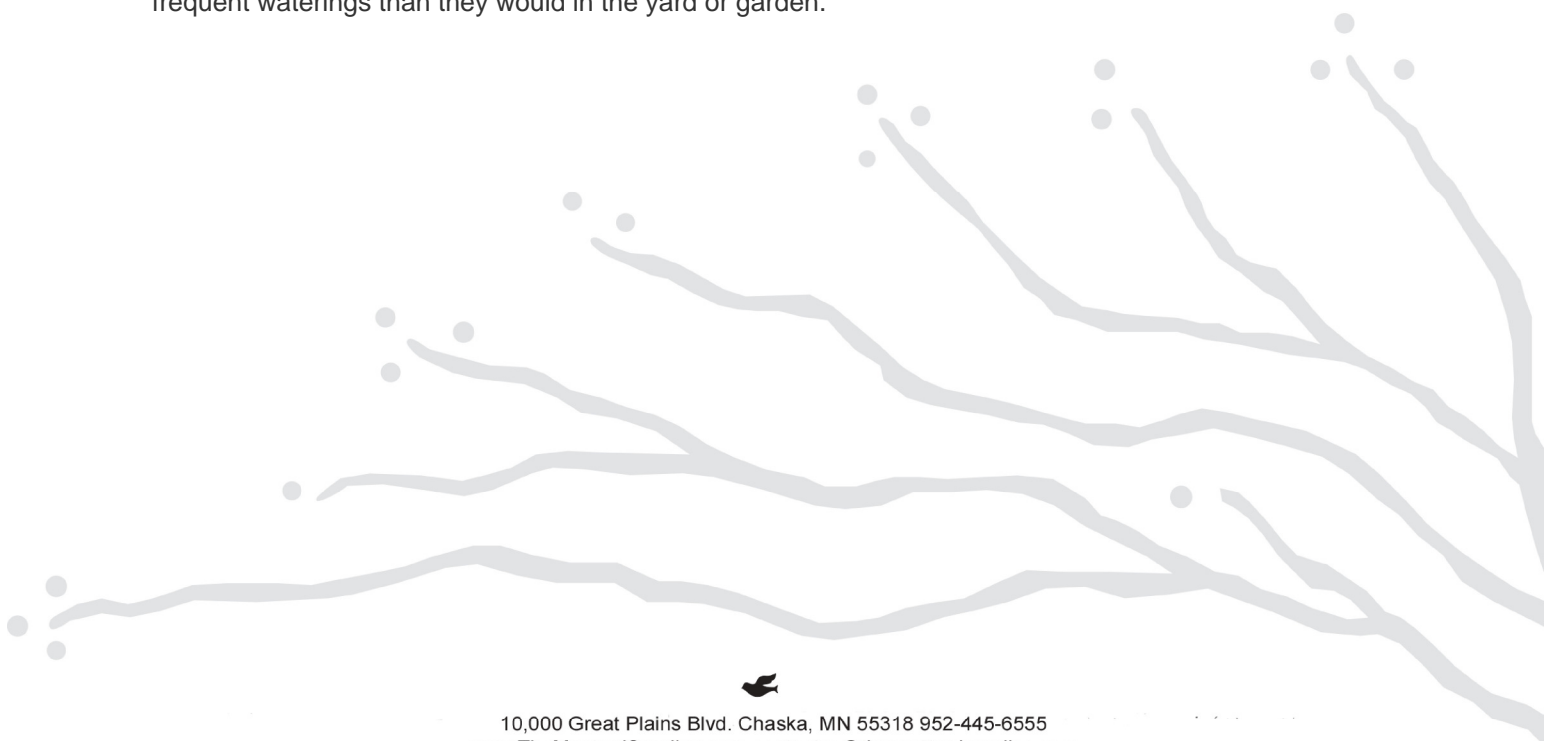 frequent waterings than they would in the yard or garden.
10,000 Great Plains Blvd. Chaska, MN 55318 952-445-6555